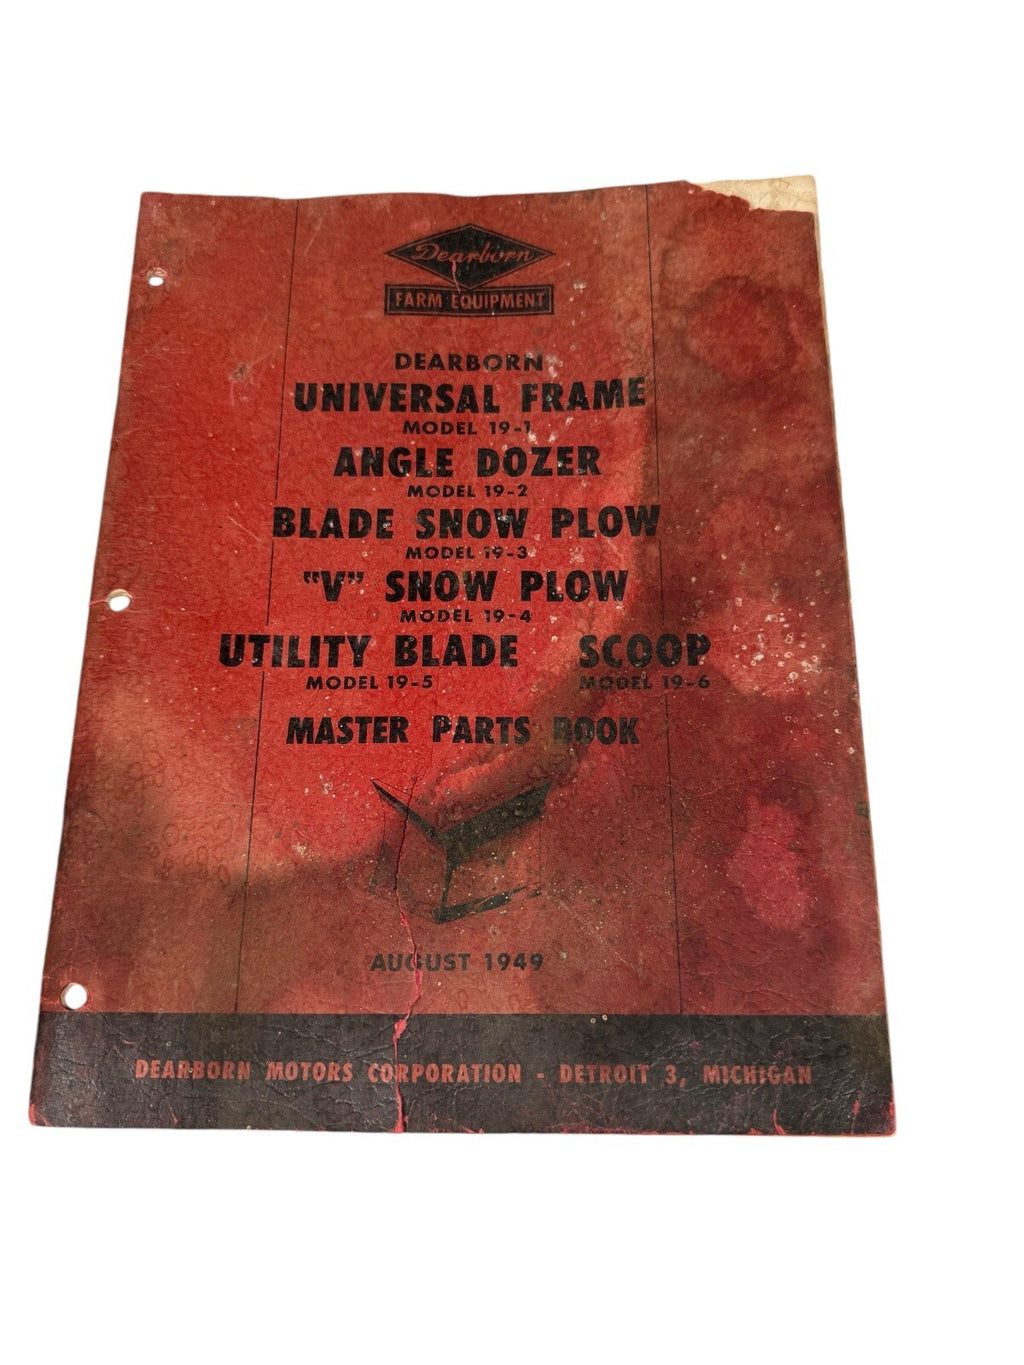 Dearborn
FARM EQUIPMENT
DEARBORN
UNIVERSAL FRAME
MODEL 19-1
ANGLE DOZER
MODEL 19-2
BLADE SNOW PLOW
MODEL 19-3
"V" SNOW PLOW
MODEL 19-4
UTILITY BLADE SCOOP
MODEL 19-5 MODEL 19-6
MASTER PARTS BOOK
AUGUST 1949
DEARBORN MOTORS CORPORATION - DETROIT 3, MICHIGAN